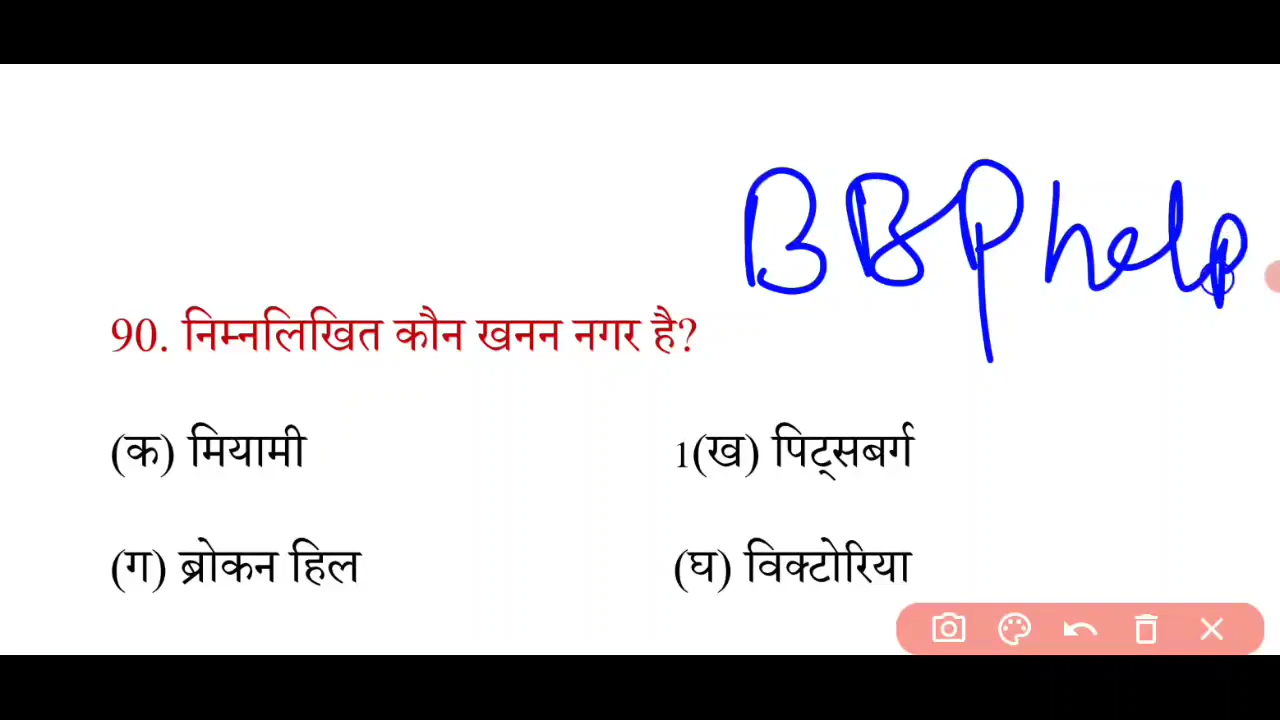 BBPhelp
90. निम्नलिखित कौन खनन नगर है?
(क) मियामी 1(ख) पिट्सबर्ग
(ग) ब्रोकन हिल (घ) विक्टोरिया